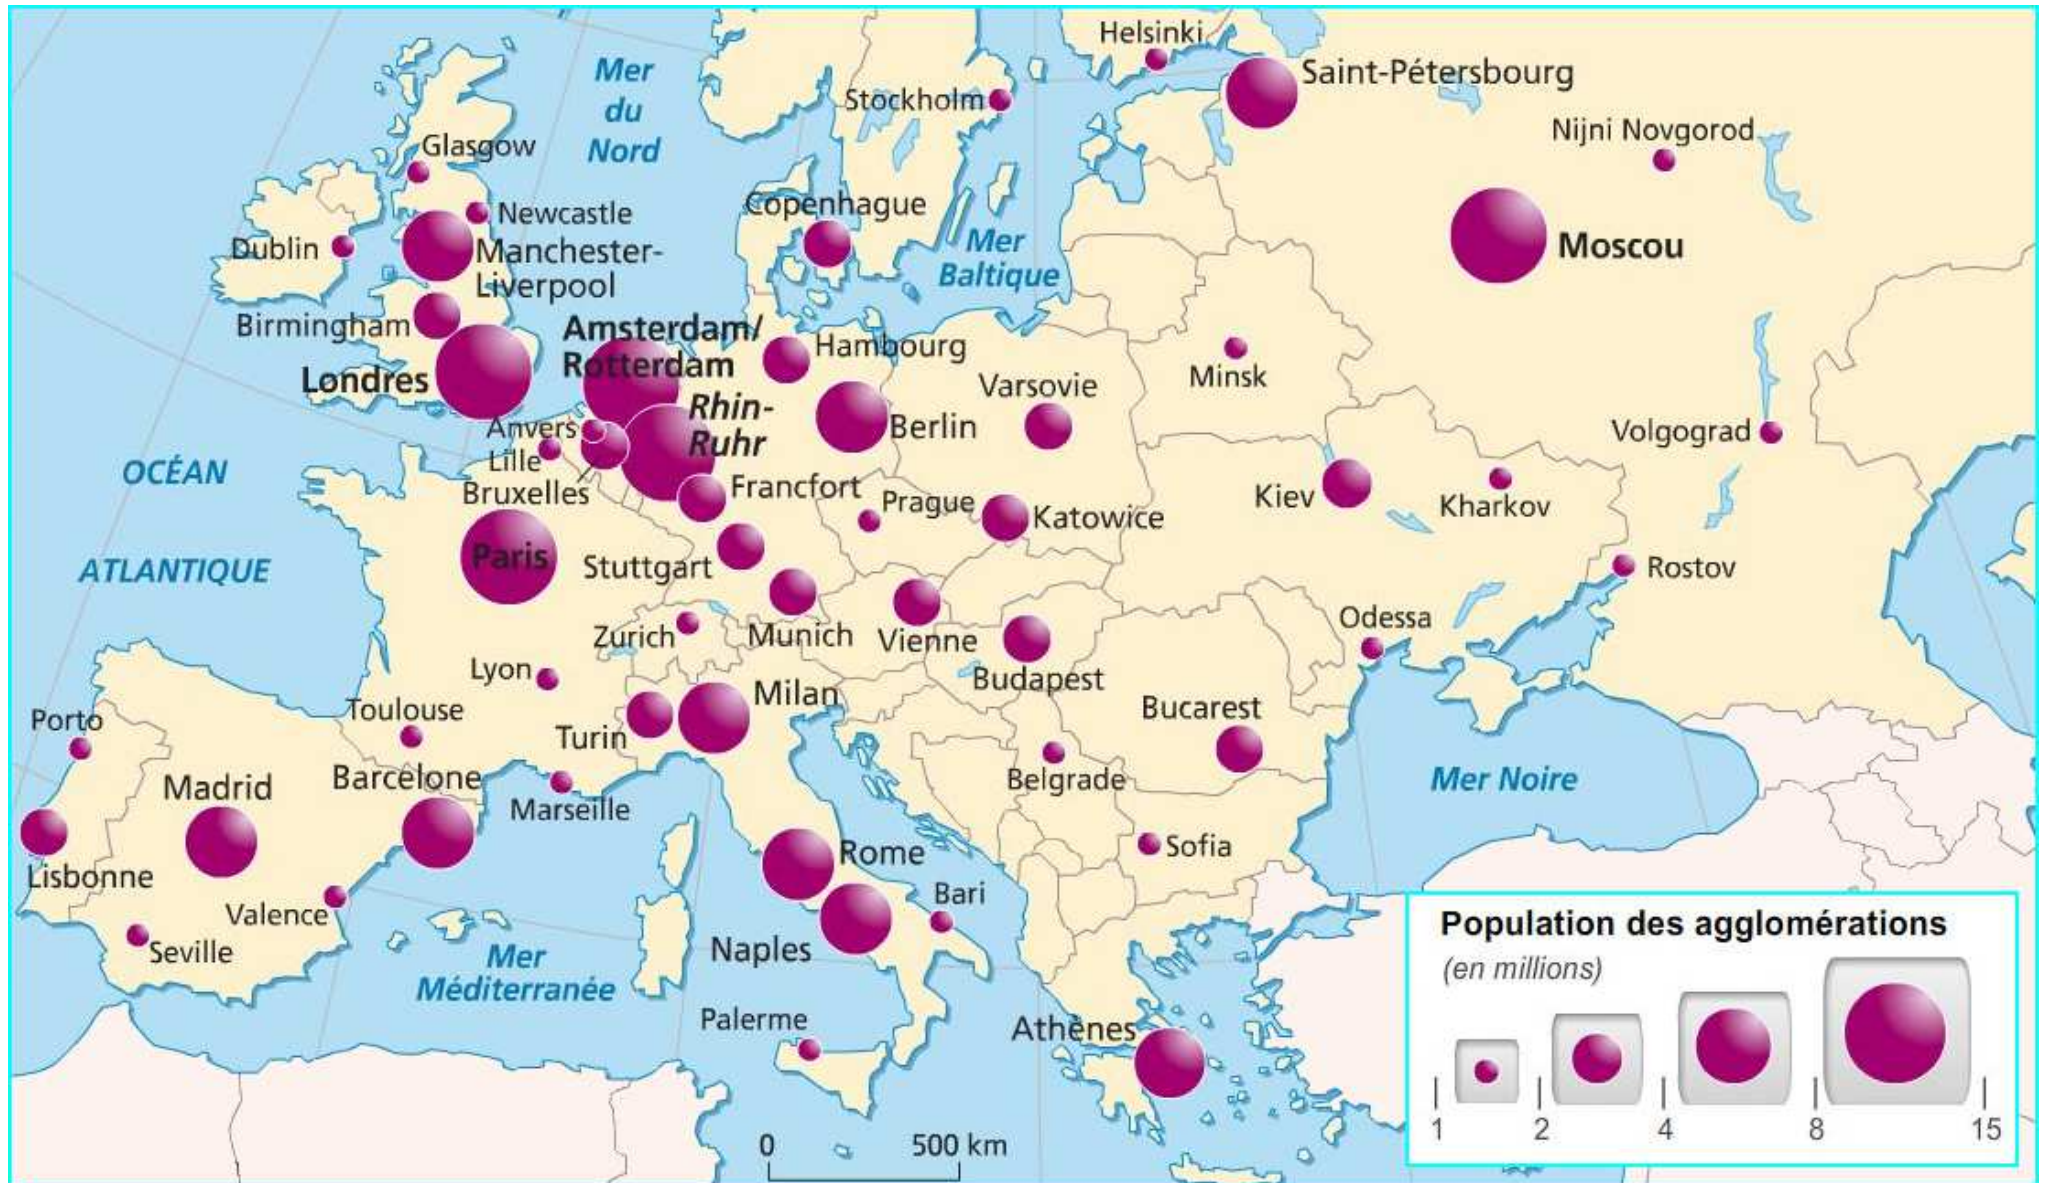 Helsinki
Mer
du
Nord
Saint-Pétersbourg
Stockholm
Nijni Novgorod
Glasgow
Copenhague
Newcastle
Dublin
Manchester-
Liverpool
Mer
Baltique
Moscou
Birmingham
Amsterdam/
Rotterdam
Hambourg
Londres
Minsk
Varsovie
Rhin-
Ruhr
Anvers
Berlin
Volgograd
Lille
OCÉAN
ATLANTIQUE
Bruxelles
Francfort
Prague
Kiev
Kharkov
Katowice
Paris
Stuttgart
Rostov
Odessa
Zurich
Munich
Vienne
Lyon
Budapest
Milan
Porto
Toulouse
Bucarest
Turin
Madrid
Barcelone
Belgrade
Mer Noire
Marseille
Sofia
Rome
Lisbonne
Bari
Valence
Seville
Naples
Mer
Méditerranée
Palerme
Athènes
0 500 km
Population des agglomérations
(en millions)
1 2 4 8 15